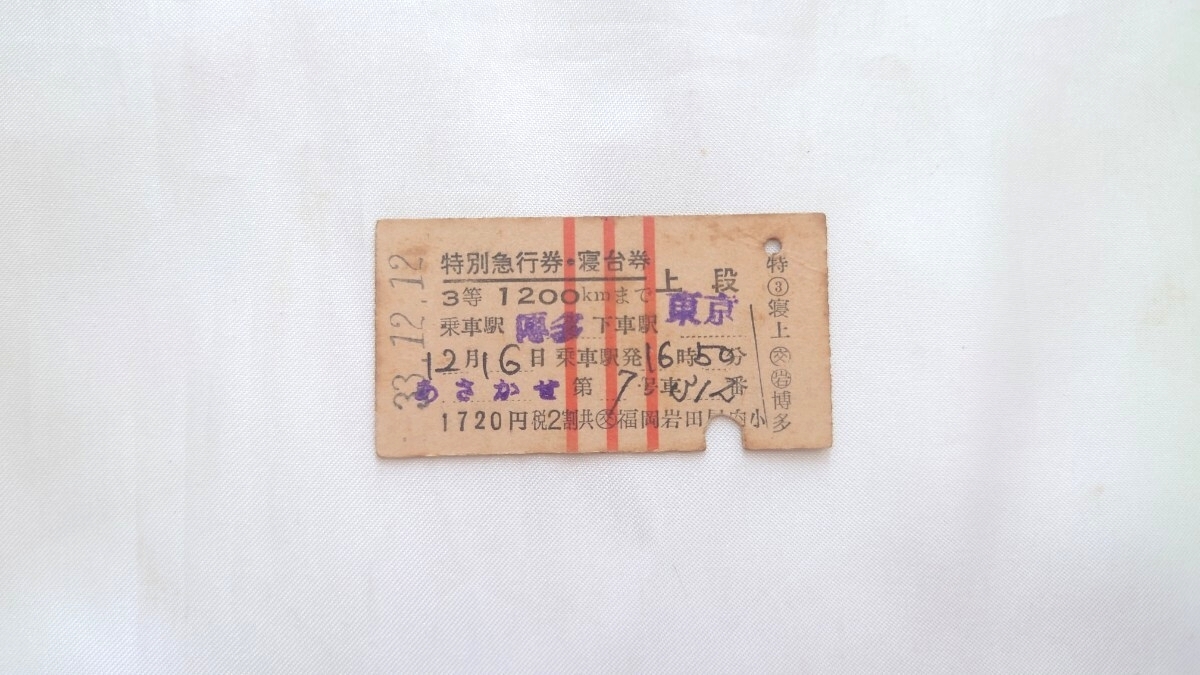 33.12.12
特別急行券・寝台券
3等 1200kmまで 上段
乗車駅 博多 下車駅 東京
12月16日 乗車駅発16時50分
あさかぜ 第7号車 番
1720円 税2割共 ㊋福岡岩田屋内
特③寝上 博多